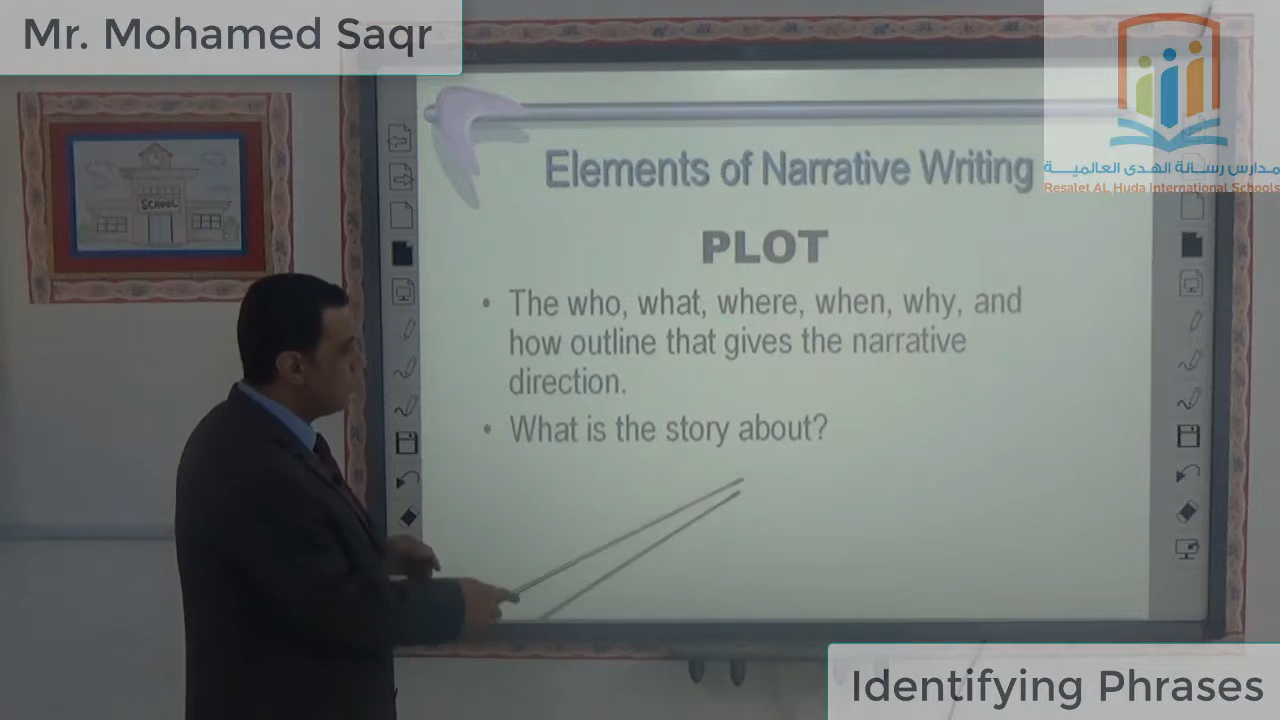 Mr. Mohamed Saqr
مدارس رسالة الهدى العالمية
Resalet AL Huda International Schools
SCHOOL
Elements of Narrative Writing
PLOT
• The who, what, where, when, why, and
how outline that gives the narrative
direction.
• What is the story about?
Identifying Phrases